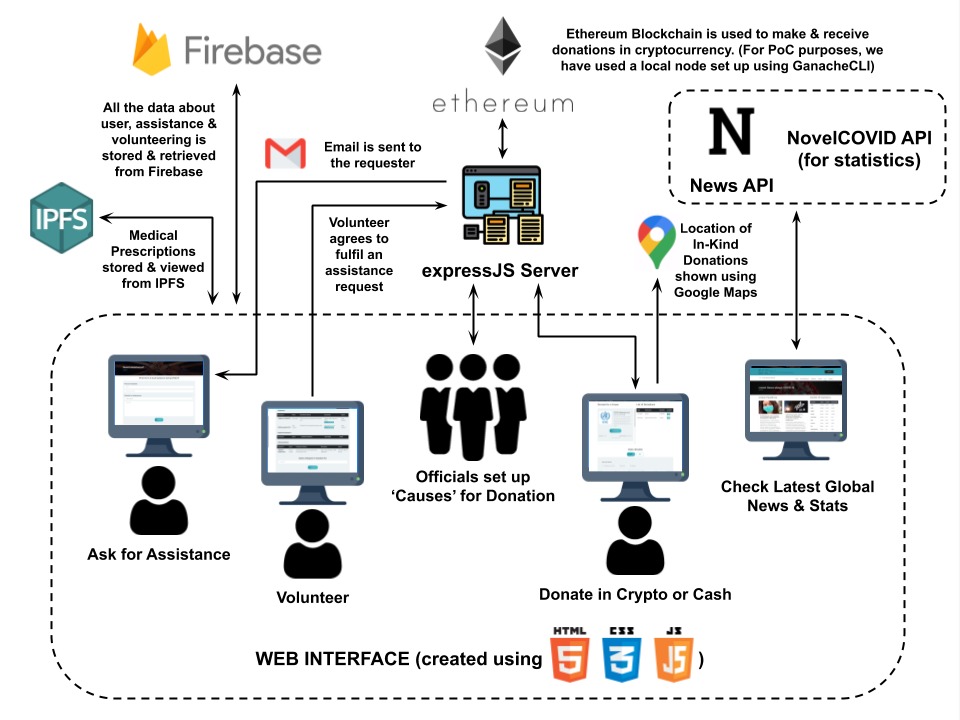 Firebase
ethereum
Ethereum Blockchain is used to make & receive
donations in cryptocurrency. (For PoC purposes, we
have used a local node set up using GanacheCLI)
All the data about
user, assistance &
volunteering is
stored & retrieved
from Firebase
Email is sent to
the requester
N
News API
NovelCOVID API
(for statistics)
IPFS
Medical
Prescriptions
stored & viewed
from IPFS
Volunteer
agrees to
fulfil an
assistance
request
expressJS Server
Location of
In-Kind
Donations
shown using
Google Maps
Ask for Assistance
Volunteer
Officials set up
‘Causes’ for Donation
Donate in Crypto or Cash
Check Latest Global
News & Stats
WEB INTERFACE (created using
HTML
5
CSS
3
JS
JS
)